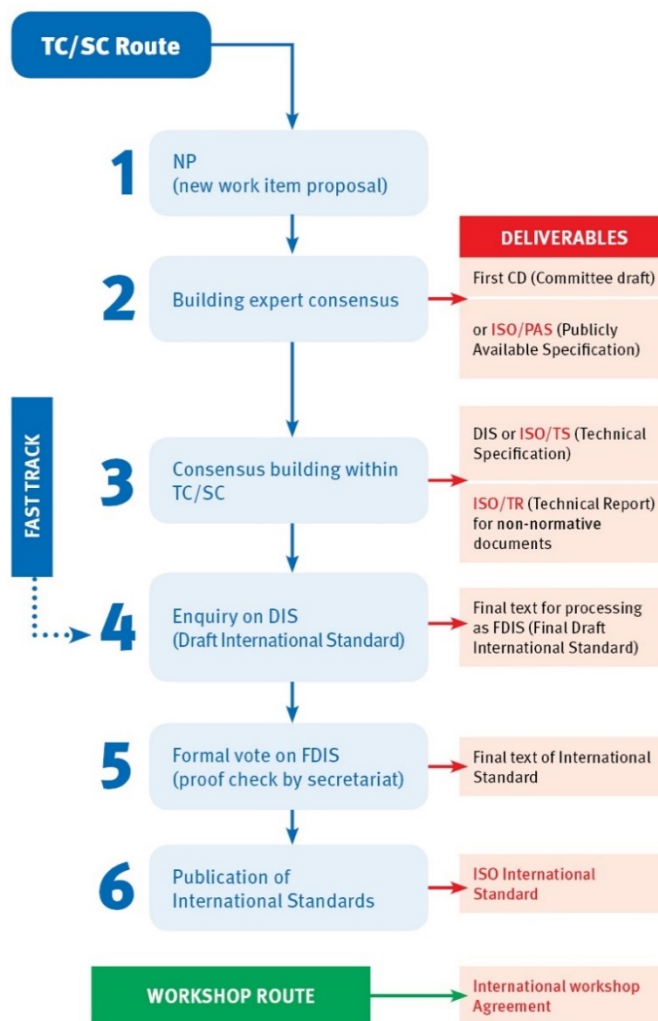 TC/SC Route
1
NP
(new work item proposal)
DELIVERABLES
2
Building expert consensus
First CD (Committee draft)
or ISO/PAS (Publicly
Available Specification)
FAST TRACK
3
Consensus building within
TC/SC
DIS or ISO/TS (Technical
Specification)
ISO/TR (Technical Report)
for non-normative
documents
4
Enquiry on DIS
(Draft International Standard)
Final text for processing
as FDIS (Final Draft
International Standard)
5
Formal vote on FDIS
(proof check by secretariat)
Final text of International
Standard
6
Publication of
International Standards
ISO International
Standard
WORKSHOP ROUTE
International workshop
Agreement